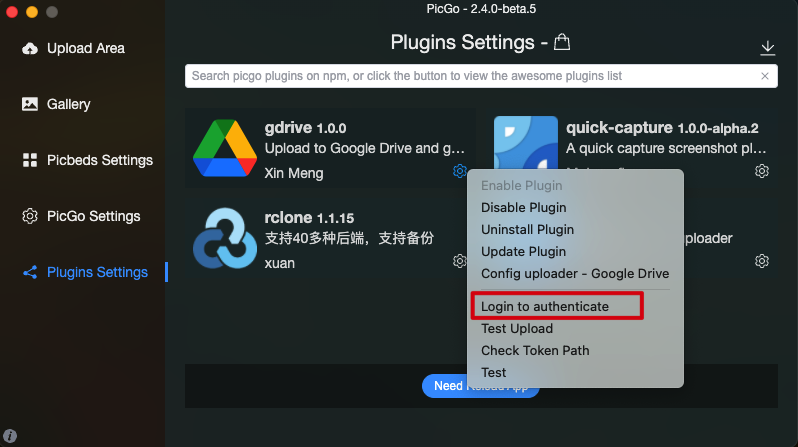 PicGo - 2.4.0-beta.5
Upload Area
Gallery
Picbeds Settings
PicGo Settings
Plugins Settings
Plugins Settings -
Search picgo plugins on npm, or click the button to view the awesome plugins list
gdrive 1.0.0
Upload to Google Drive and g...
Xin Meng
quick-capture 1.0.0-alpha.2
A quick capture screenshot pl...
rclone 1.1.15
支持40多种后端，支持备份
xuan
uploader
Enable Plugin
Disable Plugin
Uninstall Plugin
Update Plugin
Config uploader - Google Drive
Login to authenticate
Test Upload
Check Token Path
Test
Need Reload App